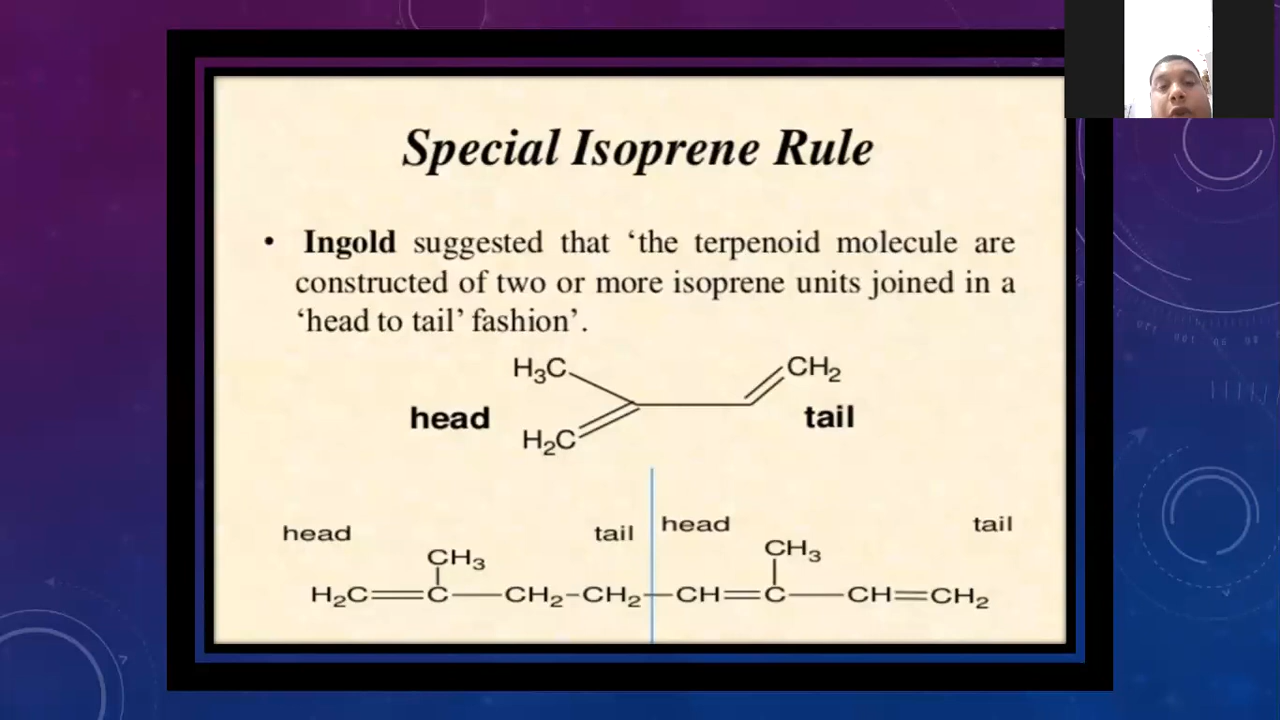 Special Isoprene Rule
• Ingold suggested that ‘the terpenoid molecule are
constructed of two or more isoprene units joined in a
‘head to tail’ fashion’.
H₃C
CH₂
head
tail
H₂C
head
tail
head
tail
CH₃
CH₃
H₂C=C—CH₂-CH₂—CH=C—CH=CH₂